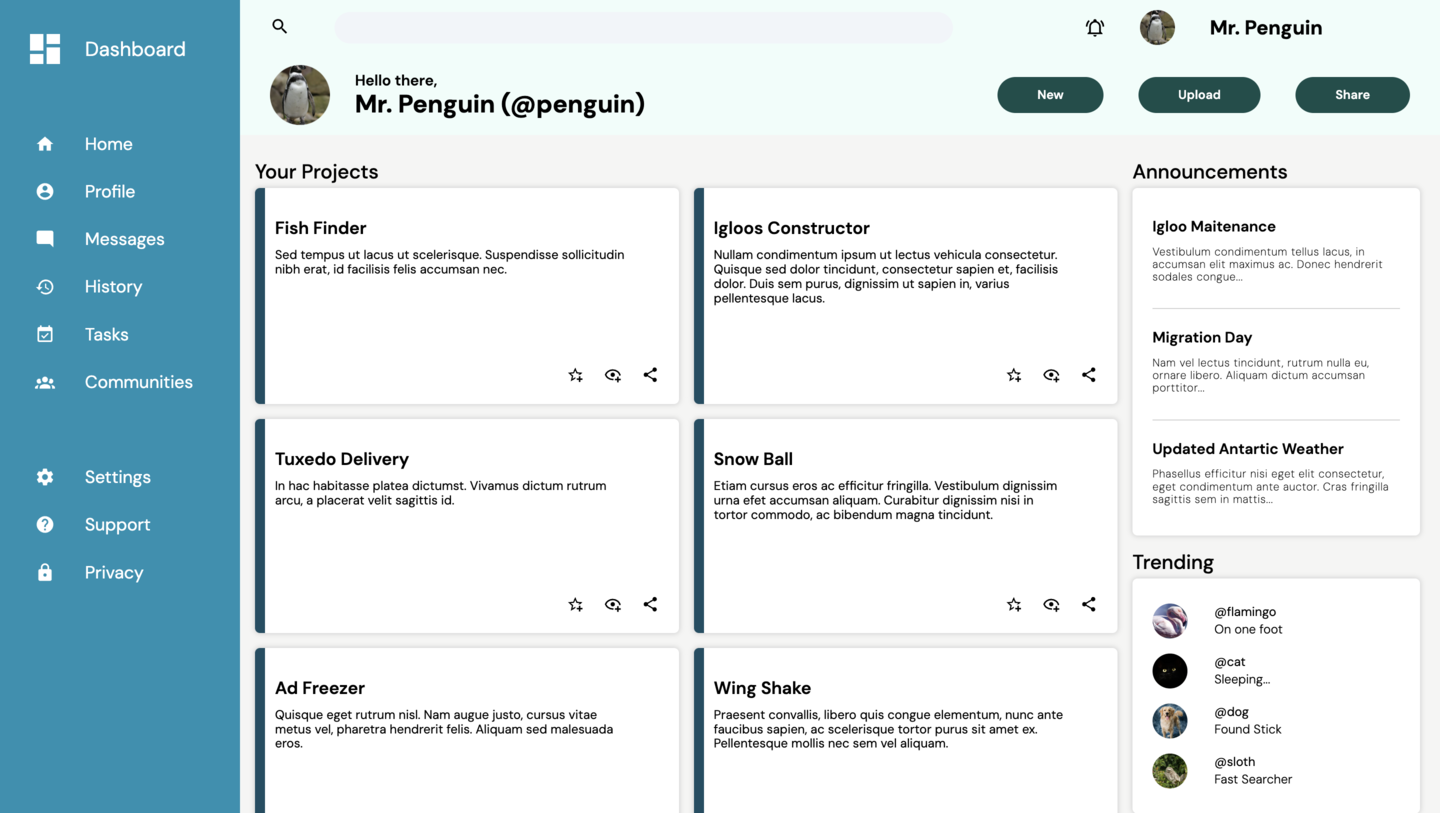 Dashboard
Home
Profile
Messages
History
Tasks
Communities
Settings
Support
Privacy
Mr. Penguin
Hello there,
Mr. Penguin (@penguin)
New
Upload
Share
Your Projects
Fish Finder
Sed tempus ut lacus ut scelerisque. Suspendisse sollicitudin
nibh erat, id facilisis felis accumsan nec.
Igloos Constructor
Nullam condimentum ipsum ut lectus vehicula consectetur.
Quisque sed dolor tincidunt, consectetur sapien et, facilisis
dolor. Duis sem purus, dignissim ut sapien in, varius
pellentesque lacus.
Tuxedo Delivery
In hac habitasse platea dictumst. Vivamus dictum rutrum
arcu, a placerat velit sagittis id.
Snow Ball
Etiam cursus eros ac efficitur fringilla. Vestibulum dignissim
urna efet accumsan aliquam. Curabitur dignissim nisi in
tortor commodo, ac bibendum magna tincidunt.
Ad Freezer
Quisque eget rutrum nisl. Nam augue justo, cursus vitae
metus vel, pharetra hendrerit felis. Aliquam sed malesuada
eros.
Wing Shake
Praesent convallis, libero quis congue elementum, nunc ante
faucibus sapien, ac scelerisque tortor purus sit amet ex.
Pellentesque mollis nec sem vel aliquam.
Announcements
Igloo Maitenance
Vestibulum condimentum tellus lacus, in
accumsan elit maximus ac. Donec hendrerit
sodales congue...
Migration Day
Nam vel lectus tincidunt, rutrum nulla eu,
ornare libero. Aliquam dictum accumsan
porttitor...
Updated Antartic Weather
Phasellus efficitur nisi eget elit consectetur,
eget condimentum ante auctor. Cras fringilla
sagittis sem in mattis...
Trending
@flamingo
On one foot
@cat
Sleeping...
@dog
Found Stick
@sloth
Fast Searcher